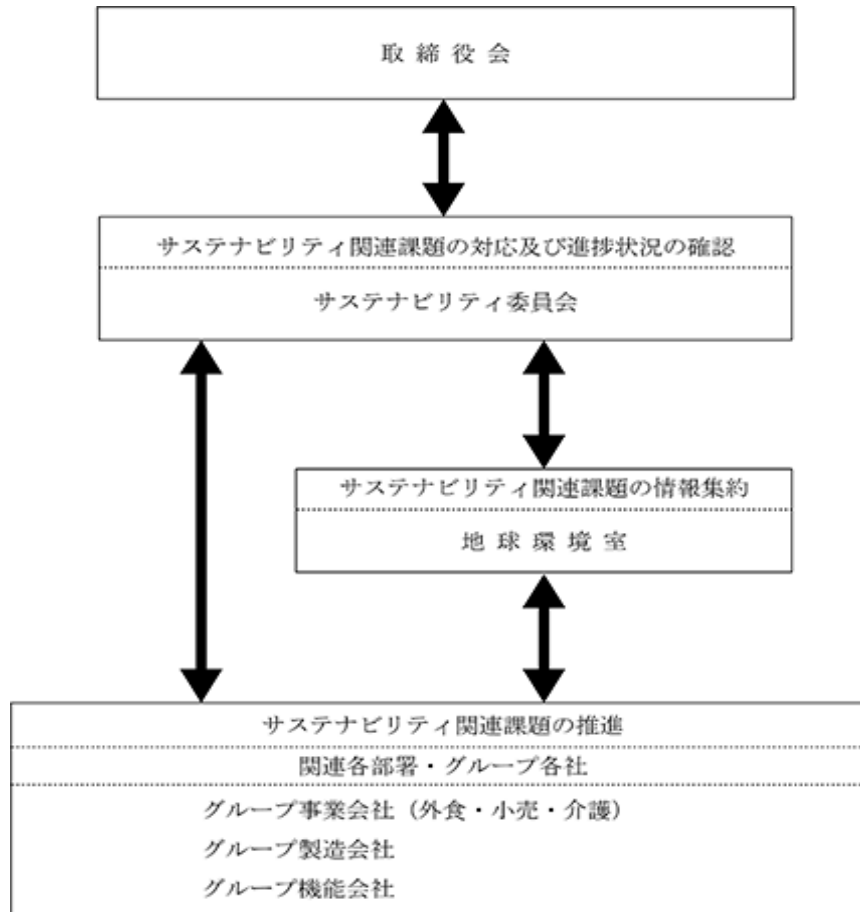 取締役会
サステナビリティ関連課題の対応及び進捗状況の確認
サステナビリティ委員会
サステナビリティ関連課題の情報集約
地球環境室
サステナビリティ関連課題の推進
関連各部署・グループ各社
グループ事業会社（外食・小売・介護）
グループ製造会社
グループ機能会社